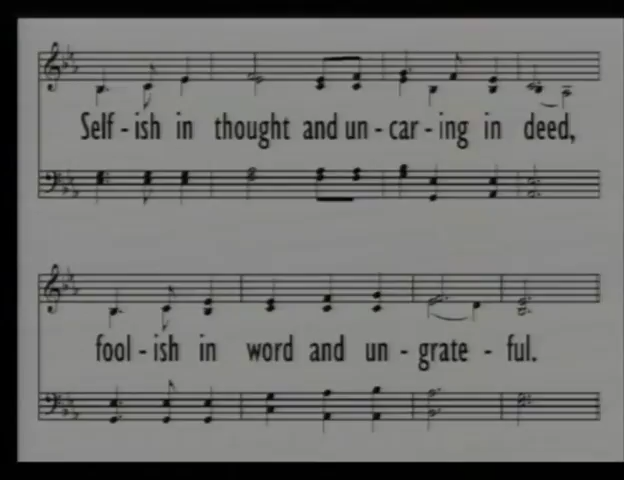 Self - ish in thought and un - car - ing in deed,
fool - ish in word and un - grate - ful.